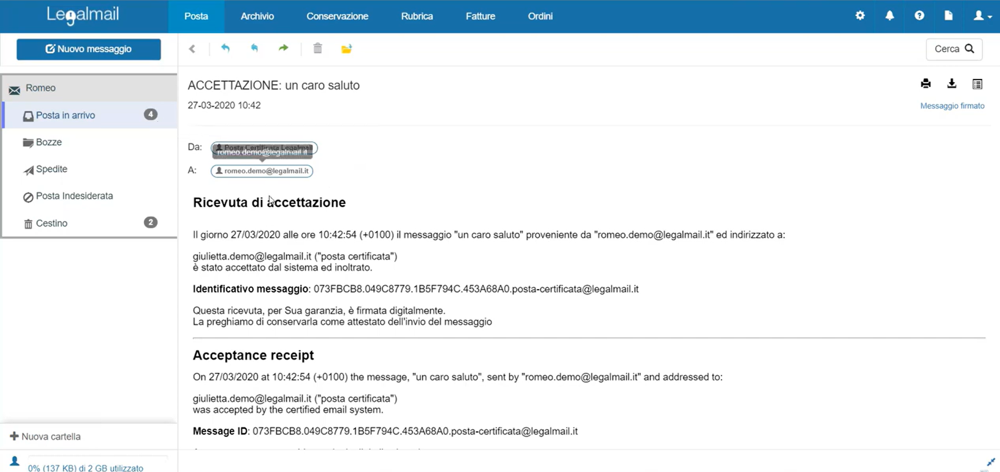 Legalmail
Posta
Archivio
Conservazione
Rubrica
Fatture
Ordini
Nuovo messaggio
Cerca
Romeo
Posta in arrivo 4
Bozze
Spedite
Posta Indesiderata
Cestino 2
Nuova cartella
0% (137 KB) di 2 GB utilizzato
ACCETTAZIONE: un caro saluto
27-03-2020 10:42
Messaggio firmato
Da: Posta Certificata Legalmail
romeo.demo@legalmail.it
A: romeo.demo@legalmail.it
Ricevuta di accettazione
Il giorno 27/03/2020 alle ore 10:42:54 (+0100) il messaggio "un caro saluto" proveniente da "romeo.demo@legalmail.it" ed indirizzato a:
giulietta.demo@legalmail.it ("posta certificata")
è stato accettato dal sistema ed inoltrato.
Identificativo messaggio: 073FBCB8.049C8779.1B5F794C.453A68A0.posta-certificata@legalmail.it
Questa ricevuta, per Sua garanzia, è firmata digitalmente.
La preghiamo di conservarla come attestato dell'invio del messaggio
Acceptance receipt
On 27/03/2020 at 10:42:54 (+0100) the message, "un caro saluto", sent by "romeo.demo@legalmail.it" and addressed to:
giulietta.demo@legalmail.it ("posta certificata")
was accepted by the certified email system.
Message ID: 073FBCB8.049C8779.1B5F794C.453A68A0.posta-certificata@legalmail.it